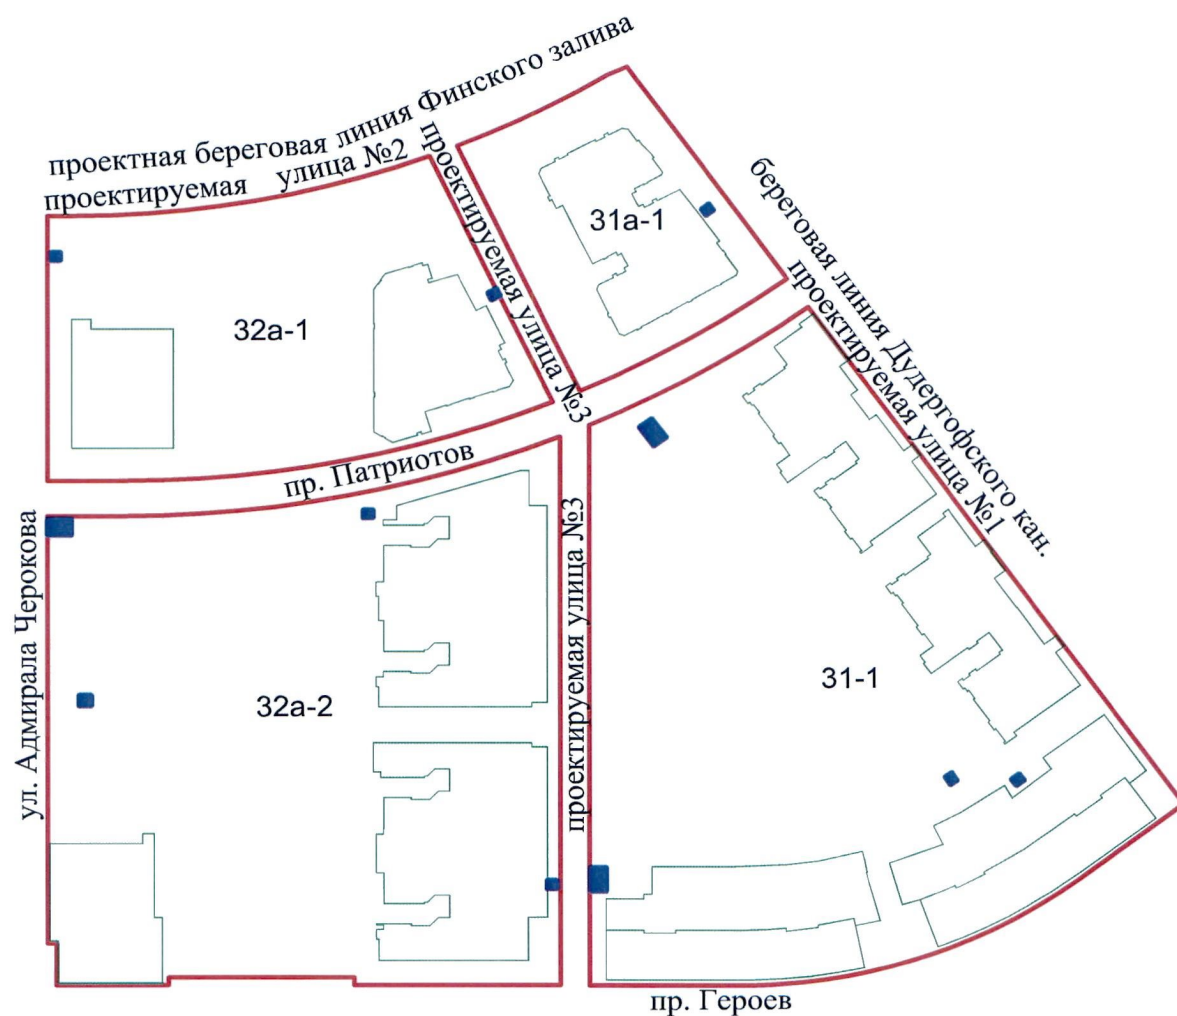 проектная береговая линия Финского залива
проектируемая улица №2
проектируемая улица №3
31а-1
береговая линия Дудергофского кан.
проектируемая улица №1
32а-1
пр. Патриотов
ул. Адмирала Черокова
32а-2
проектируемая улица №3
31-1
пр. Героев